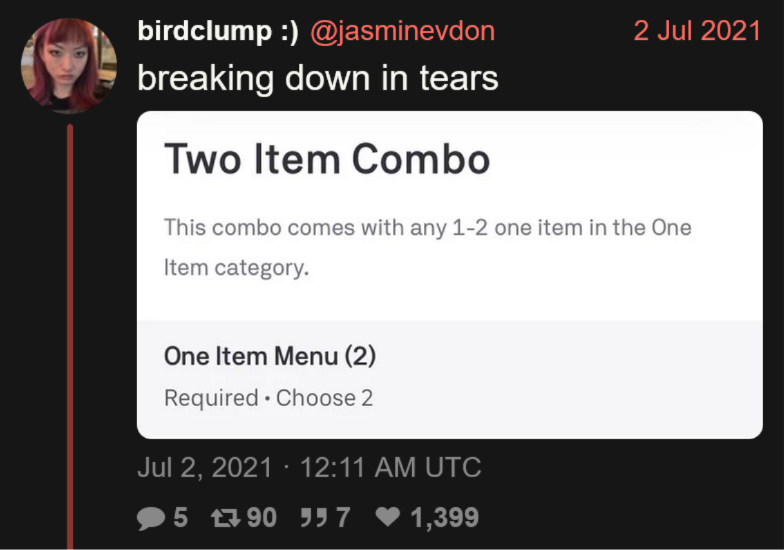 birdclump :) @jasminevdon 2 Jul 2021
breaking down in tears
Two Item Combo
This combo comes with any 1-2 one item in the One
Item category.
One Item Menu (2)
Required • Choose 2
Jul 2, 2021 · 12:11 AM UTC
5 90 7 1,399